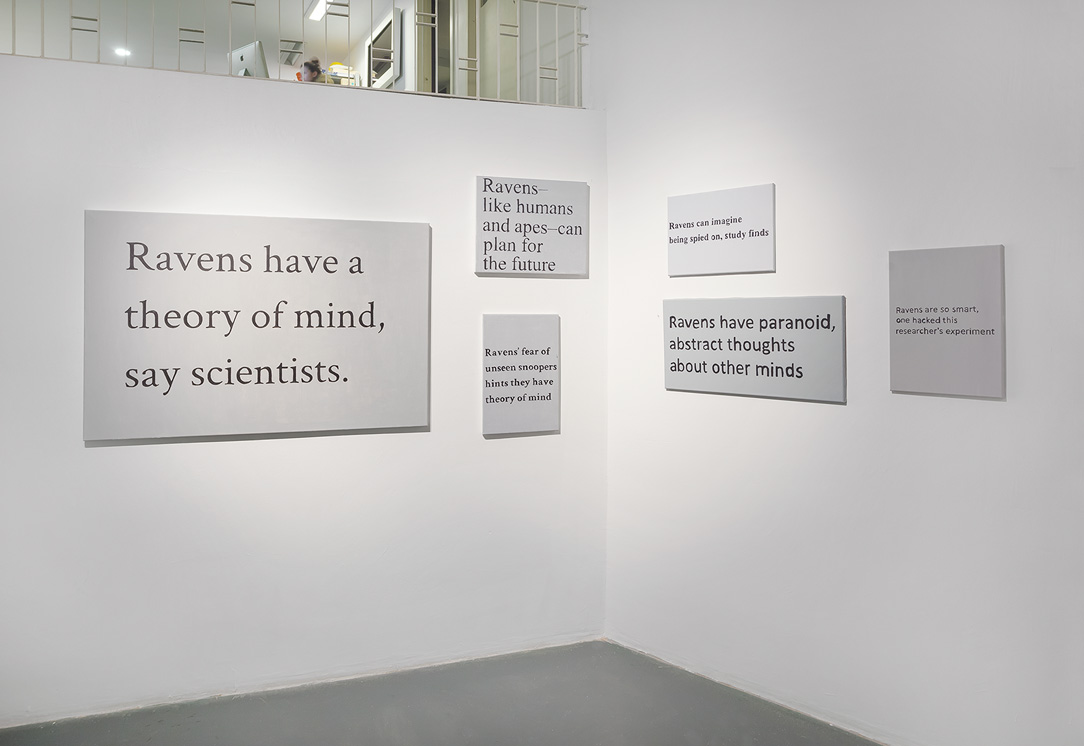 Ravens have a
theory of mind,
say scientists.
Ravens—
like humans
and apes—can
plan for
the future
Ravens' fear of
unseen snoopers
hints they have
theory of mind
Ravens can imagine
being spied on, study finds
Ravens have paranoid,
abstract thoughts
about other minds
Ravens are so smart,
one hacked this
researcher's experiment